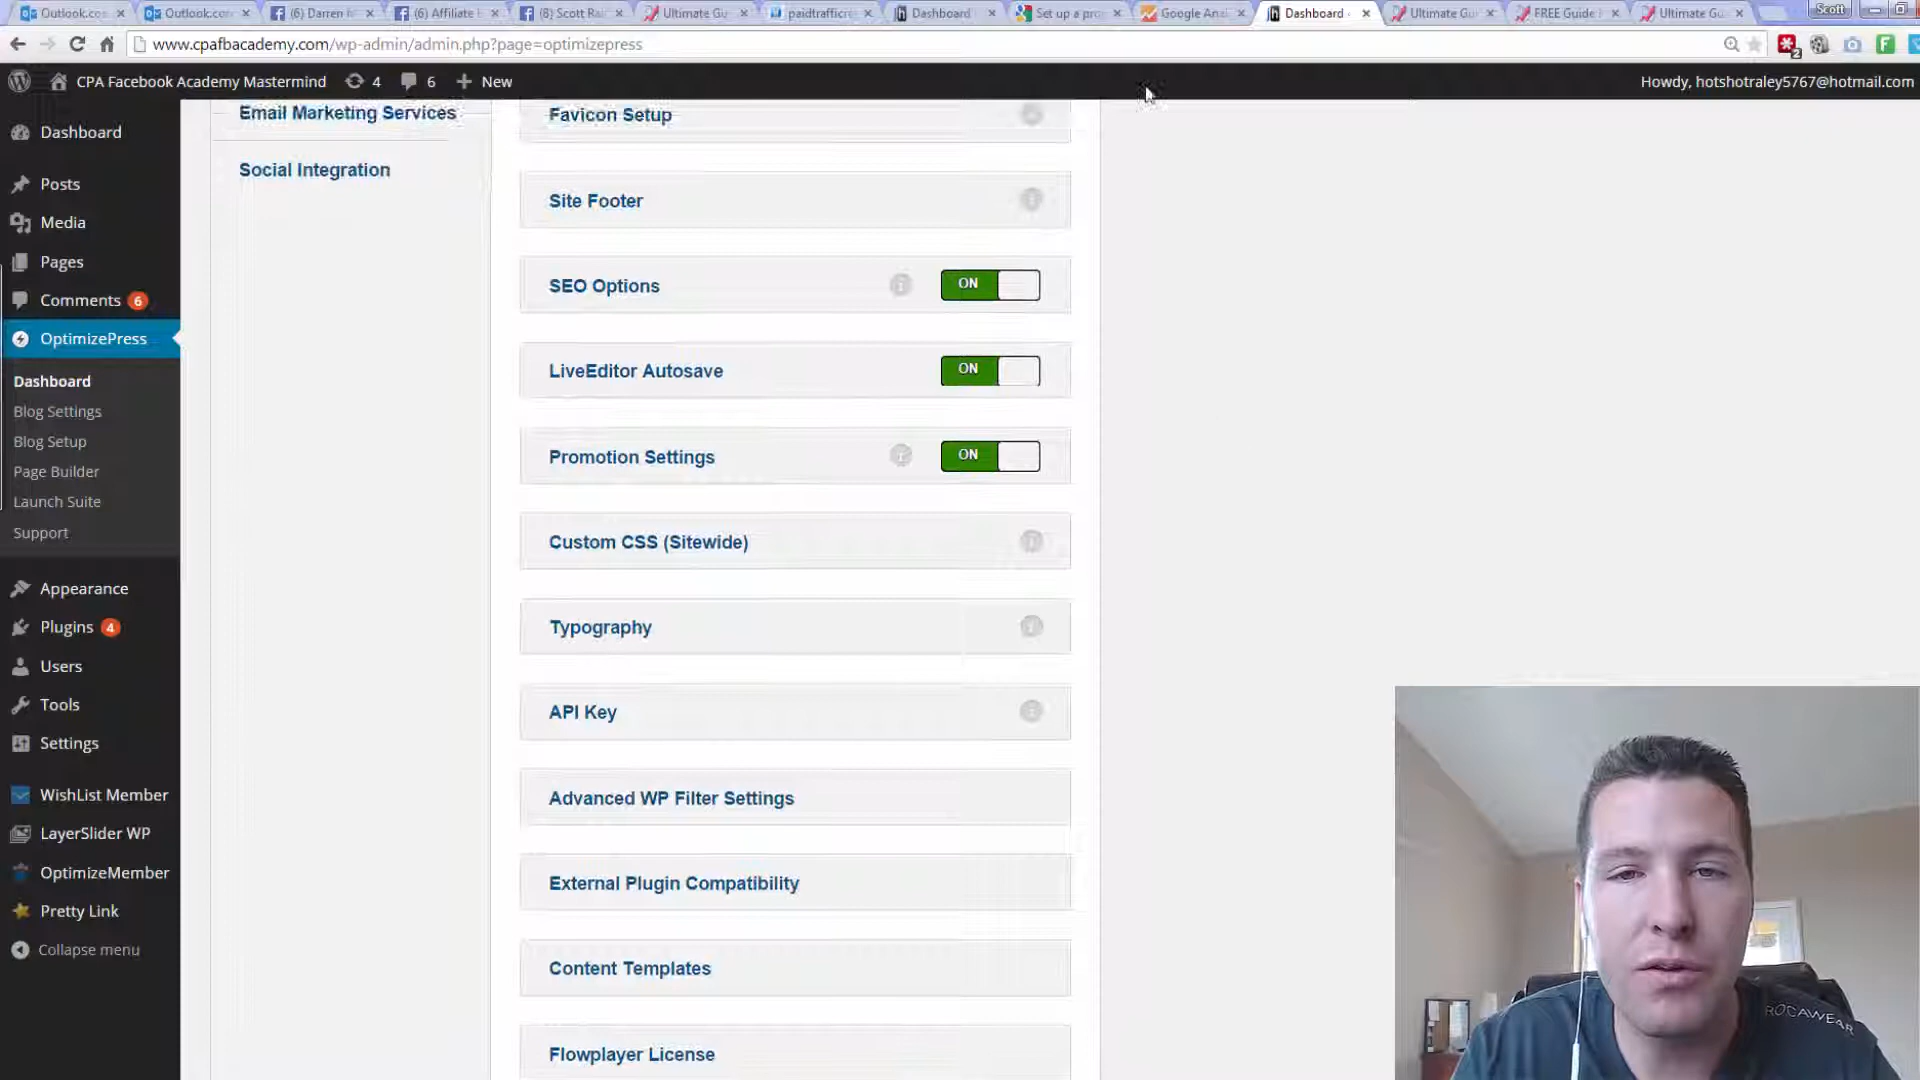 Outlook.co
Outlook.co
(6) Darren
(6) Affiliate
(8) Scott Ra
Ultimate Gu
paidtrafficre
Dashboard
Set up a pro
Google Ana
Dashboard
Ultimate Gu
FREE Guide
Ultimate Gu
Scott
www.cpafbacademy.com/wp-admin/admin.php?page=optimizepress
2
CPA Facebook Academy Mastermind
4
6
New
Howdy, hotshotraley5767@hotmail.com
Dashboard
Posts
Media
Pages
Comments 6
OptimizePress
Dashboard
Blog Settings
Blog Setup
Page Builder
Launch Suite
Support
Appearance
Plugins 4
Users
Tools
Settings
WishList Member
LayerSlider WP
OptimizeMember
Pretty Link
Collapse menu
Email Marketing Services
Social Integration
Favicon Setup
Site Footer
SEO Options
ON
LiveEditor Autosave
ON
Promotion Settings
ON
Custom CSS (Sitewide)
Typography
API Key
Advanced WP Filter Settings
External Plugin Compatibility
Content Templates
Flowplayer License
ROCAWEAR